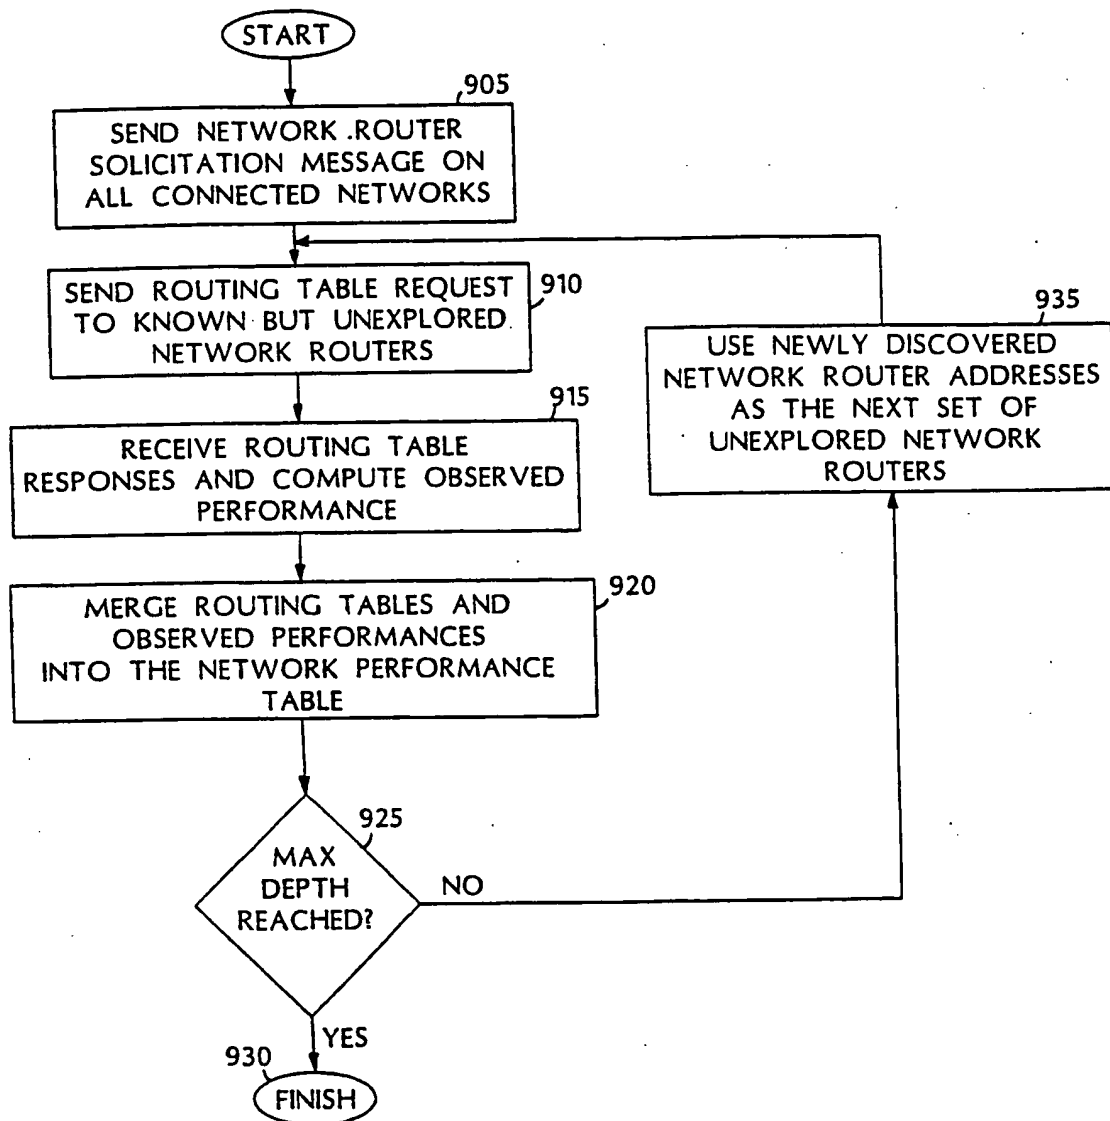 START
905
SEND NETWORK .ROUTER
SOLICITATION MESSAGE ON
ALL CONNECTED NETWORKS
SEND ROUTING TABLE REQUEST
TO KNOWN BUT UNEXPLORED
NETWORK ROUTERS
910
935
USE NEWLY DISCOVERED
NETWORK ROUTER ADDRESSES
AS THE NEXT SET OF
UNEXPLORED NETWORK
ROUTERS
915
RECEIVE ROUTING TABLE
RESPONSES AND COMPUTE OBSERVED
PERFORMANCE
920
MERGE ROUTING TABLES AND
OBSERVED PERFORMANCES
INTO THE NETWORK PERFORMANCE
TABLE
925
MAX
DEPTH
REACHED?
NO
YES
930
FINISH